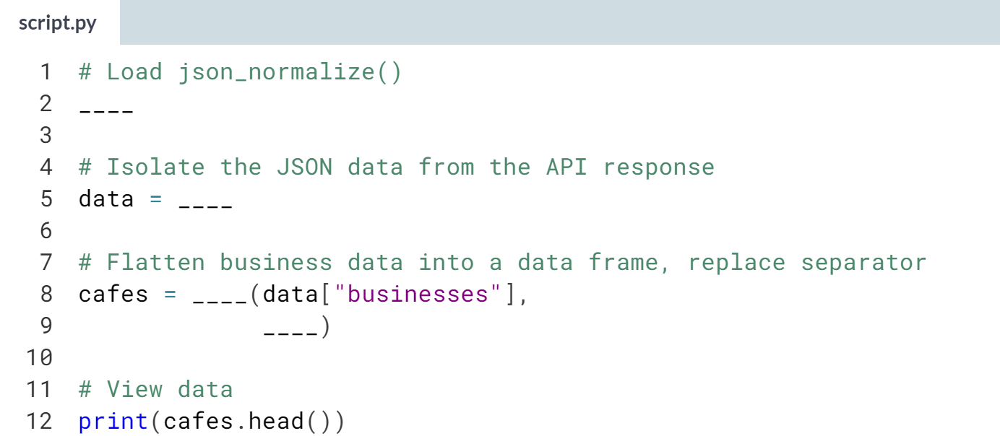 script.py
1 # Load json_normalize()
2 ____
3
4 # Isolate the JSON data from the API response
5 data = ____
6
7 # Flatten business data into a data frame, replace separator
8 cafes = ____(data["businesses"],
9              ____)
10
11 # View data
12 print(cafes.head())